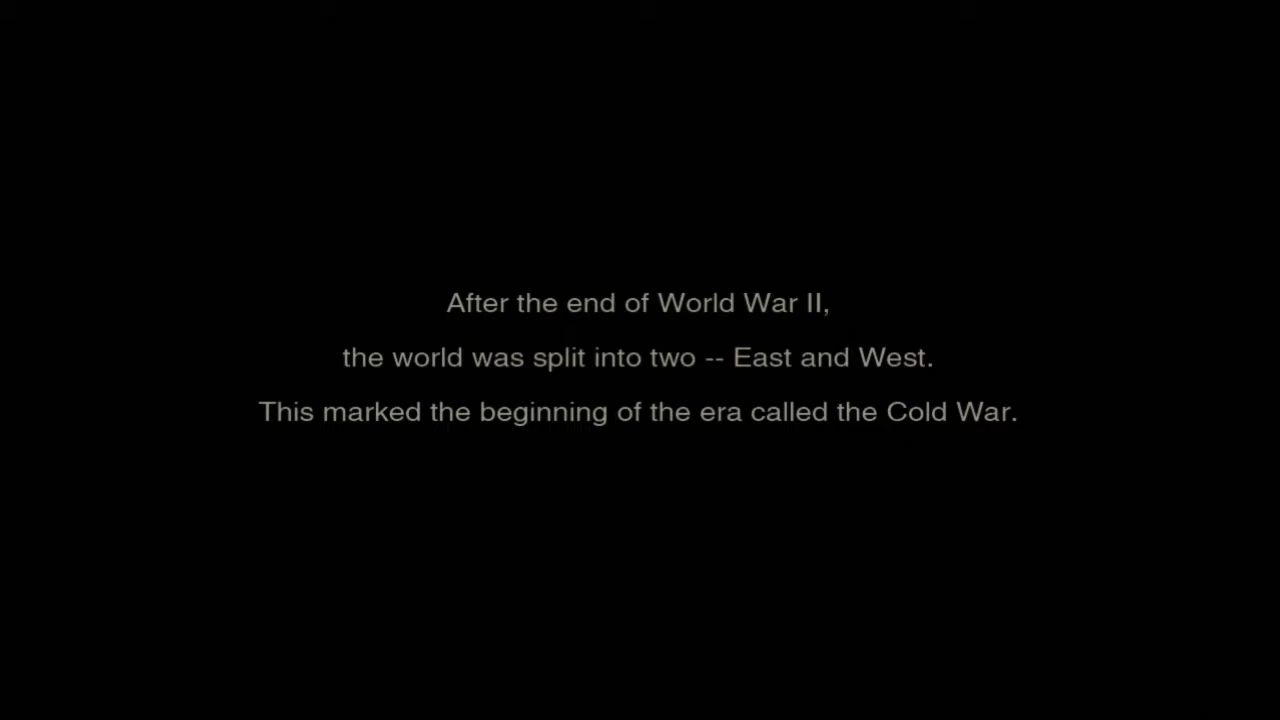 After the end of World War II,
the world was split into two -- East and West.
This marked the beginning of the era called the Cold War.